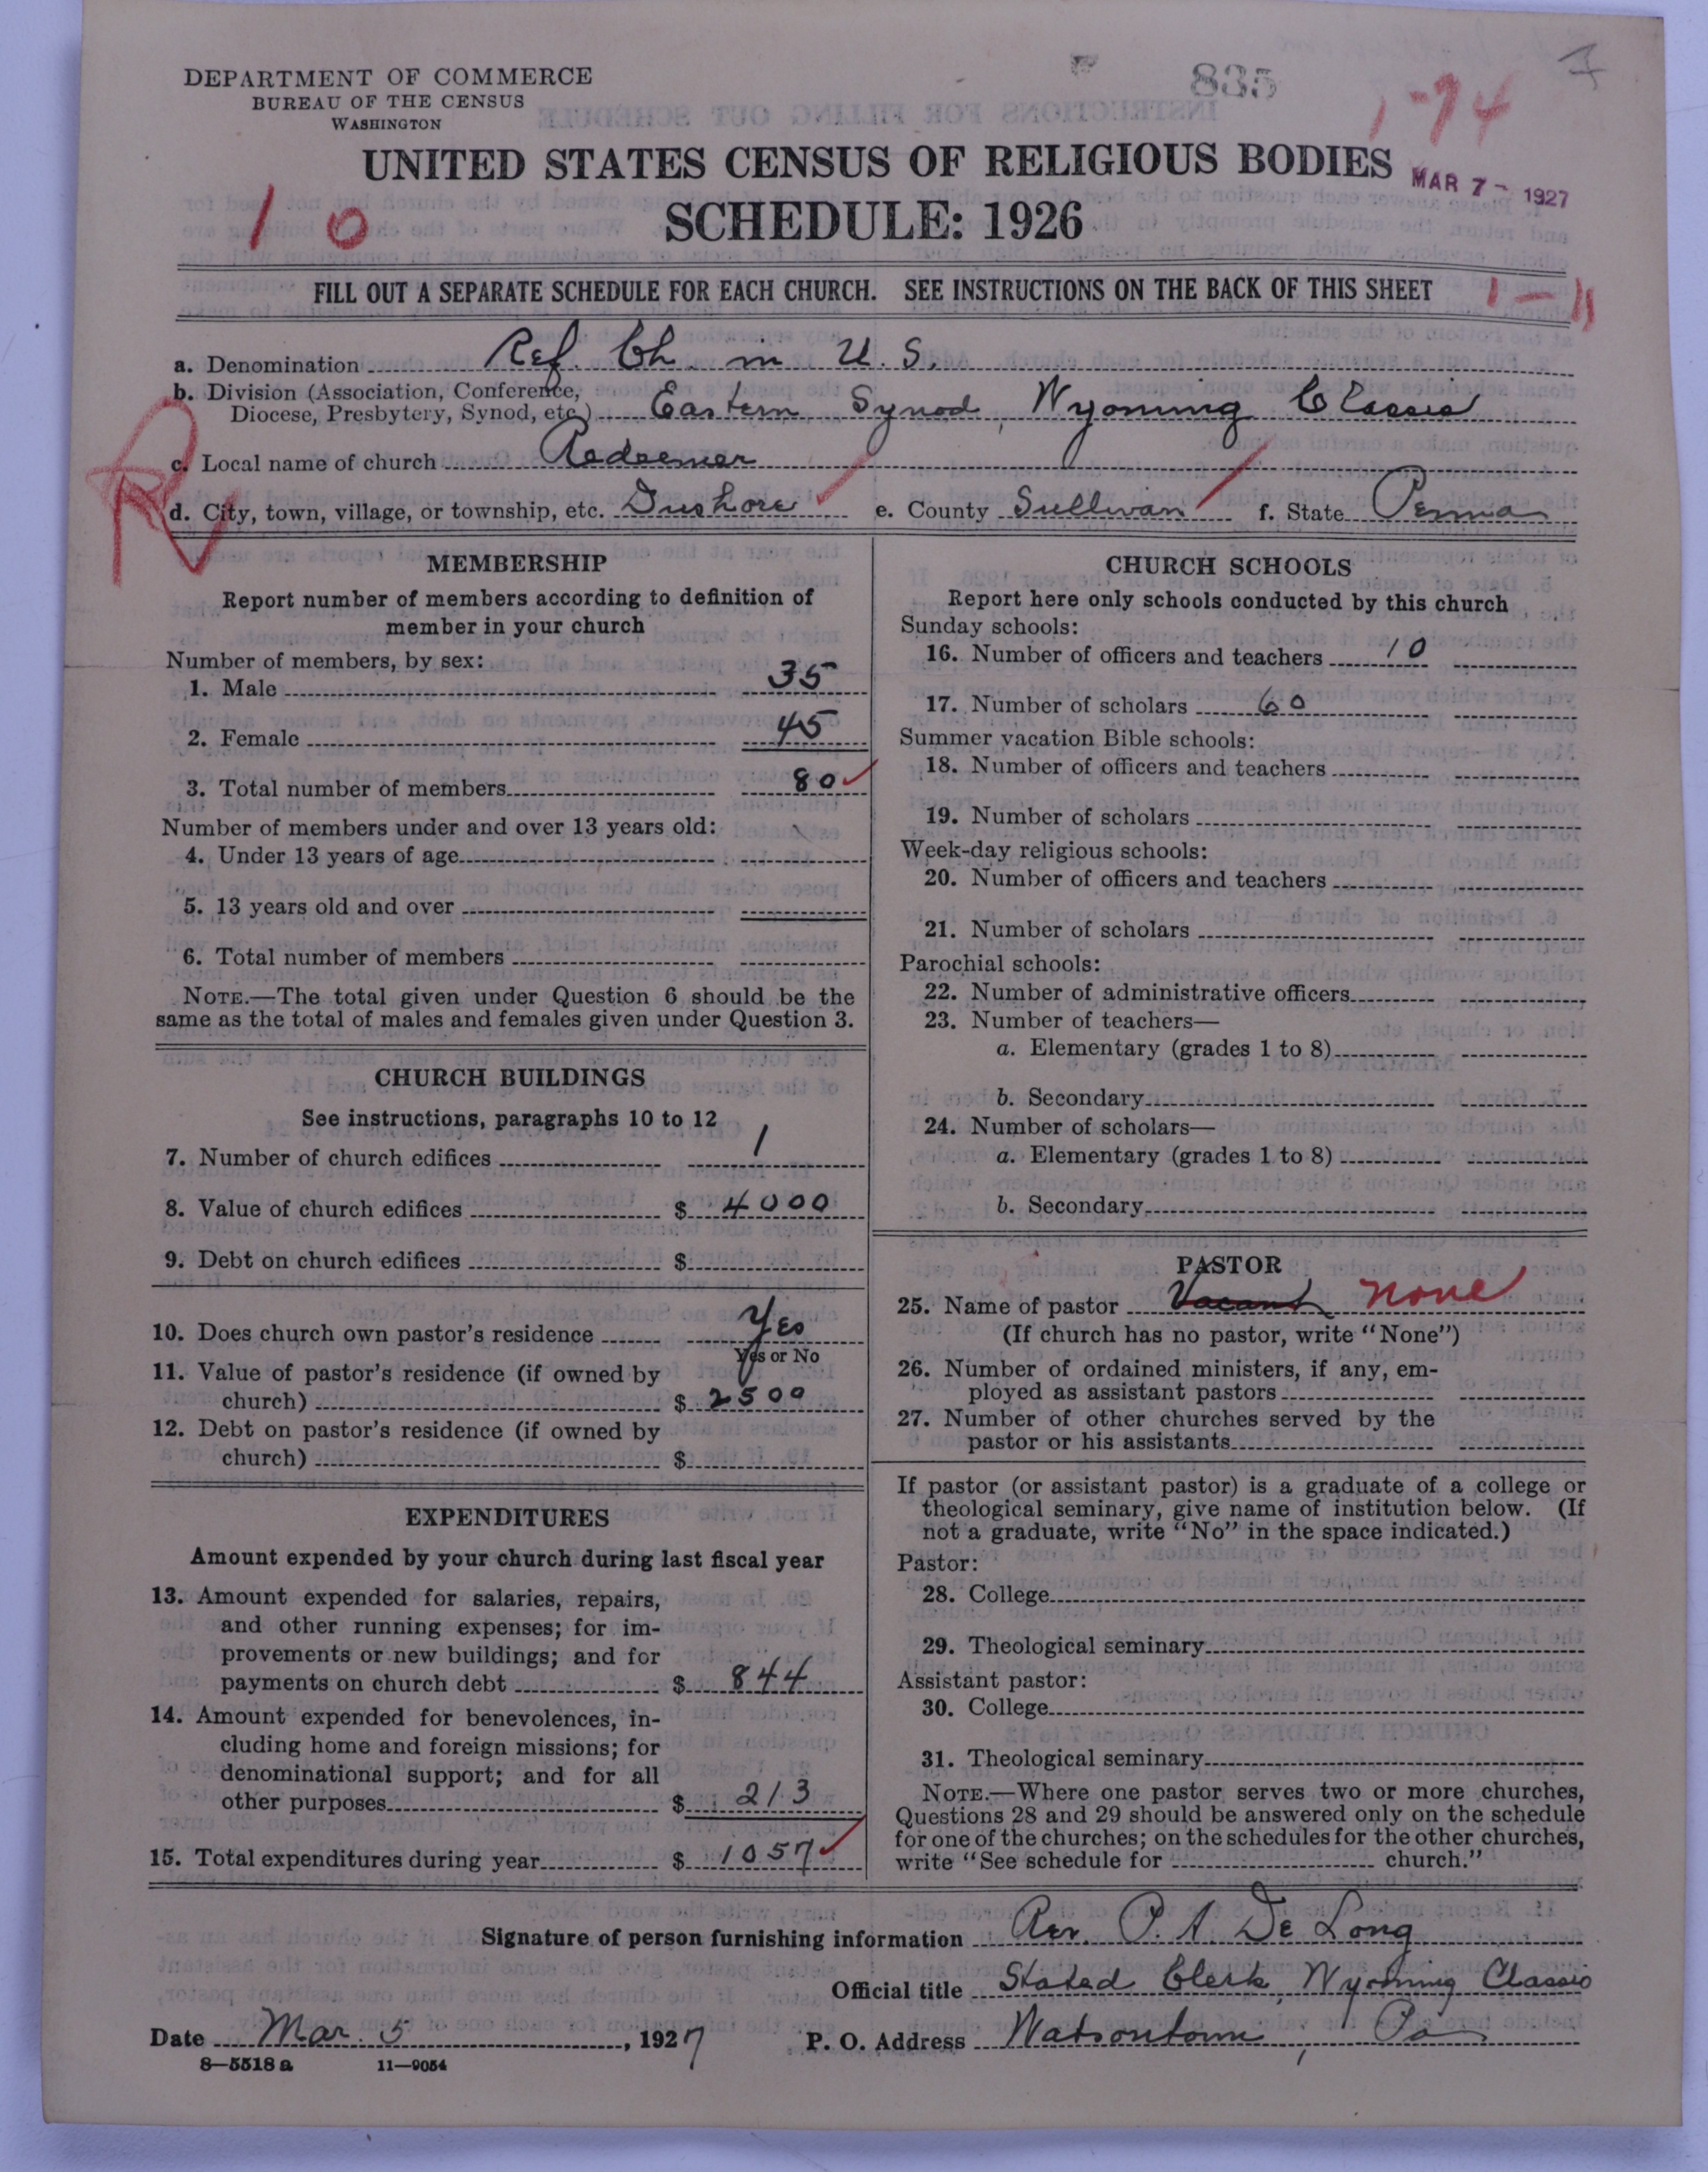 DEPARTMENT OF COMMERCE
BUREAU OF THE CENSUS
WASHINGTON
835
1-94
UNITED STATES CENSUS OF RELIGIOUS BODIES
MAR 7 - 1927
1 0
SCHEDULE: 1926
FILL OUT A SEPARATE SCHEDULE FOR EACH CHURCH. SEE INSTRUCTIONS ON THE BACK OF THIS SHEET
1-11
a. Denomination Ref. Ch. in U. S.
b. Division (Association, Conference,
Diocese, Presbytery, Synod, etc.) Eastern Synod, Wyoming Classis
c. Local name of church Redeemer
d. City, town, village, or township, etc. Dushore e. County Sullivan f. State Penna
MEMBERSHIP
Report number of members according to definition of
member in your church
Number of members, by sex:
1. Male 35
2. Female 45
3. Total number of members 80
Number of members under and over 13 years old:
4. Under 13 years of age
5. 13 years old and over
6. Total number of members
NOTE.—The total given under Question 6 should be the
same as the total of males and females given under Question 3.
CHURCH BUILDINGS
See instructions, paragraphs 10 to 12
7. Number of church edifices 1
8. Value of church edifices $ 4000
9. Debt on church edifices $
10. Does church own pastor's residence Yes
Yes or No
11. Value of pastor's residence (if owned by
church) $ 2500
12. Debt on pastor's residence (if owned by
church) $
EXPENDITURES
Amount expended by your church during last fiscal year
13. Amount expended for salaries, repairs,
and other running expenses; for im-
provements or new buildings; and for
payments on church debt $ 844
14. Amount expended for benevolences, in-
cluding home and foreign missions; for
denominational support; and for all
other purposes $ 213
15. Total expenditures during year $ 1057
CHURCH SCHOOLS
Report here only schools conducted by this church
Sunday schools:
16. Number of officers and teachers 10
17. Number of scholars 60
Summer vacation Bible schools:
18. Number of officers and teachers
19. Number of scholars
Week-day religious schools:
20. Number of officers and teachers
21. Number of scholars
Parochial schools:
22. Number of administrative officers
23. Number of teachers—
a. Elementary (grades 1 to 8)
b. Secondary
24. Number of scholars—
a. Elementary (grades 1 to 8)
b. Secondary
PASTOR
25. Name of pastor Vacant None
(If church has no pastor, write "None")
26. Number of ordained ministers, if any, em-
ployed as assistant pastors
27. Number of other churches served by the
pastor or his assistants
If pastor (or assistant pastor) is a graduate of a college or
theological seminary, give name of institution below. (If
not a graduate, write "No" in the space indicated.)
Pastor:
28. College
29. Theological seminary
Assistant pastor:
30. College
31. Theological seminary
NOTE.—Where one pastor serves two or more churches,
Questions 28 and 29 should be answered only on the schedule
for one of the churches; on the schedules for the other churches,
write "See schedule for church."
Signature of person furnishing information Rev. P. A. De Long
Official title Stated Clerk, Wyoming Classis
Date Mar. 5, 1927 P. O. Address Watsontown, Pa
8—5518 a 11—9054